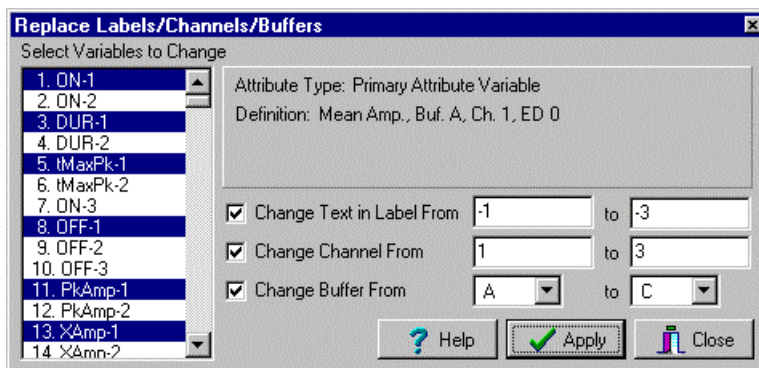 Replace Labels/Channels/Buffers
Select Variables to Change
1. ON-1
2. ON-2
3. DUR-1
4. DUR-2
5. tMaxPk-1
6. tMaxPk-2
7. ON-3
8. OFF-1
9. OFF-2
10. OFF-3
11. PkAmp-1
12. PkAmp-2
13. XAmp-1
14. XAmp-2
Attribute Type: Primary Attribute Variable
Definition: Mean Amp., Buf. A, Ch. 1, ED 0
Change Text in Label From -1 to -3
Change Channel From 1 to 3
Change Buffer From A to C
? Help Apply Close